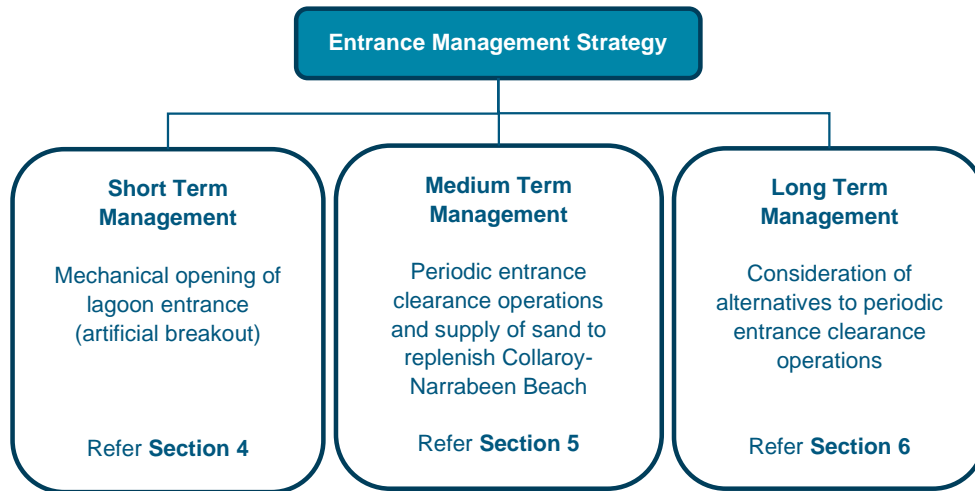 Entrance Management Strategy
Short Term
Management
Mechanical opening of
lagoon entrance
(artificial breakout)
Refer Section 4
Medium Term
Management
Periodic entrance
clearance operations
and supply of sand to
replenish Collaroy-
Narrabeen Beach
Refer Section 5
Long Term
Management
Consideration of
alternatives to periodic
entrance clearance
operations
Refer Section 6